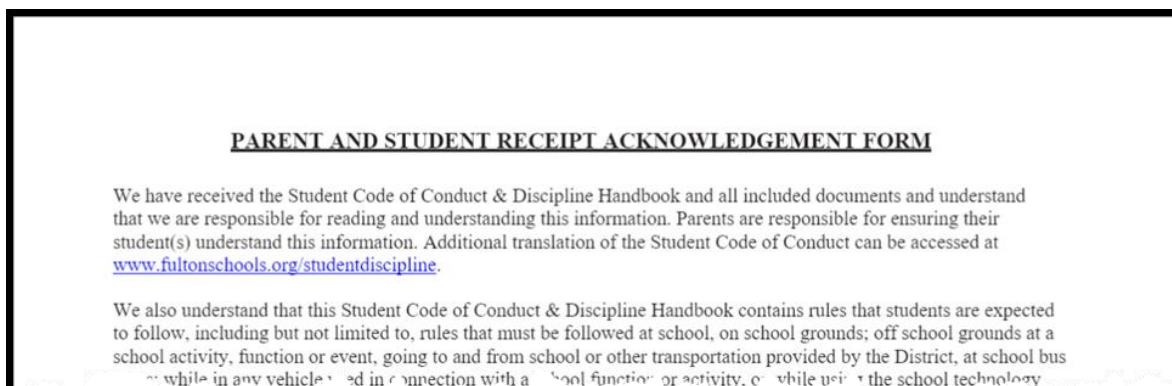 PARENT AND STUDENT RECEIPT ACKNOWLEDGEMENT FORM
We have received the Student Code of Conduct & Discipline Handbook and all included documents and understand
that we are responsible for reading and understanding this information. Parents are responsible for ensuring their
student(s) understand this information. Additional translation of the Student Code of Conduct can be accessed at
www.fultonschools.org/studentdiscipline.
We also understand that this Student Code of Conduct & Discipline Handbook contains rules that students are expected
to follow, including but not limited to, rules that must be followed at school, on school grounds; off school grounds at a
school activity, function or event, going to and from school or other transportation provided by the District, at school bus
while in any vehicle in connection with a function or activity, while the school technology